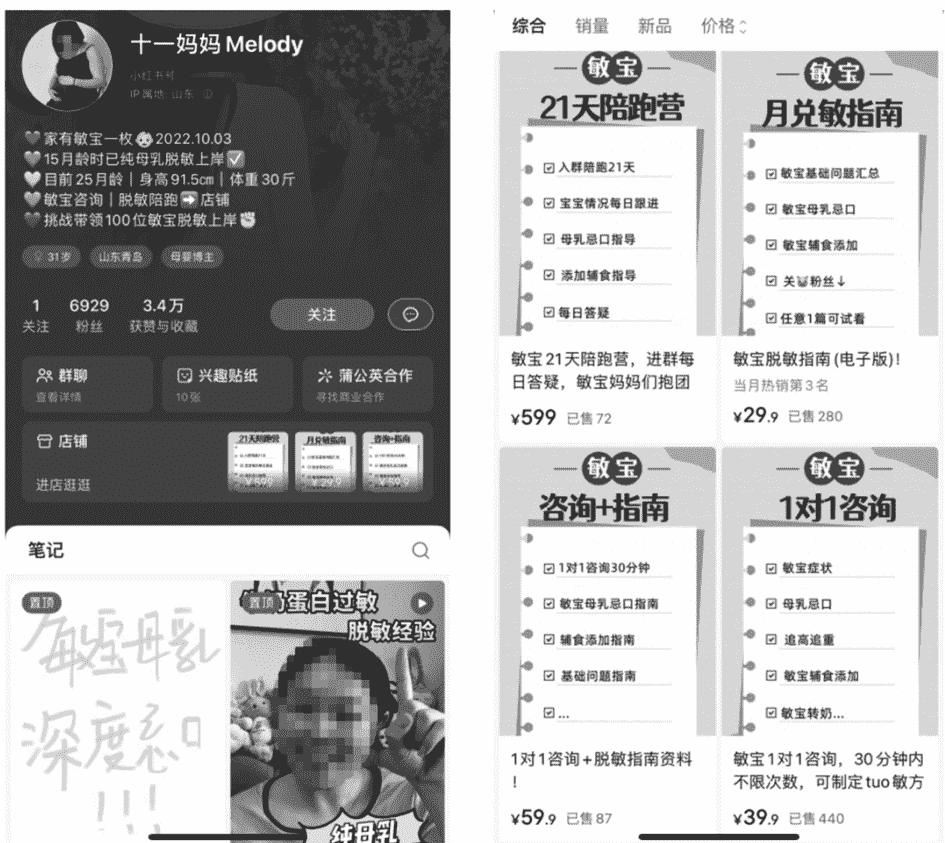 十一妈妈Melody
小红书号
IP属地：山东
家有敏宝一枚 2022.10.03
15月龄时已纯母乳脱敏上岸
目前25月龄｜身高91.5cm｜体重30斤
敏宝咨询｜脱敏陪跑➡店铺
挑战带领100位敏宝脱敏上岸
31岁
山东青岛
母婴博主
1 6929 3.4万
关注 粉丝 获赞与收藏
关注
群聊
查看详情
兴趣贴纸
10张
蒲公英合作
寻找商业合作
店铺
进店逛逛
21天陪跑营
¥599
月兑敏指南
¥29.9
咨询+指南
¥59.9
笔记
置顶
每宝母乳
深度忌口
!!!
置顶
蛋白过敏
脱敏经验
纯母乳
综合 销量 新品 价格
敏宝
21天陪跑营
入群陪跑21天
宝宝情况每日跟进
母乳忌口指导
添加辅食指导
每日答疑
敏宝21天陪跑营，进群每
日答疑，敏宝妈妈们抱团
¥599 已售72
敏宝
月兑敏指南
敏宝基础问题汇总
敏宝母乳忌口
敏宝辅食添加
关 粉丝↓
任意1篇可试看
敏宝脱敏指南(电子版)！
当月热销第3名
¥29.9 已售280
敏宝
咨询+指南
1对1咨询30分钟
敏宝母乳忌口指南
辅食添加指南
基础问题指南
...
1对1咨询+脱敏指南资料
！
¥59.9 已售87
敏宝
1对1咨询
敏宝症状
母乳忌口
追高追重
敏宝辅食添加
敏宝转奶...
敏宝1对1咨询，30分钟内
不限次数，可制定tuo敏方
¥39.9 已售440